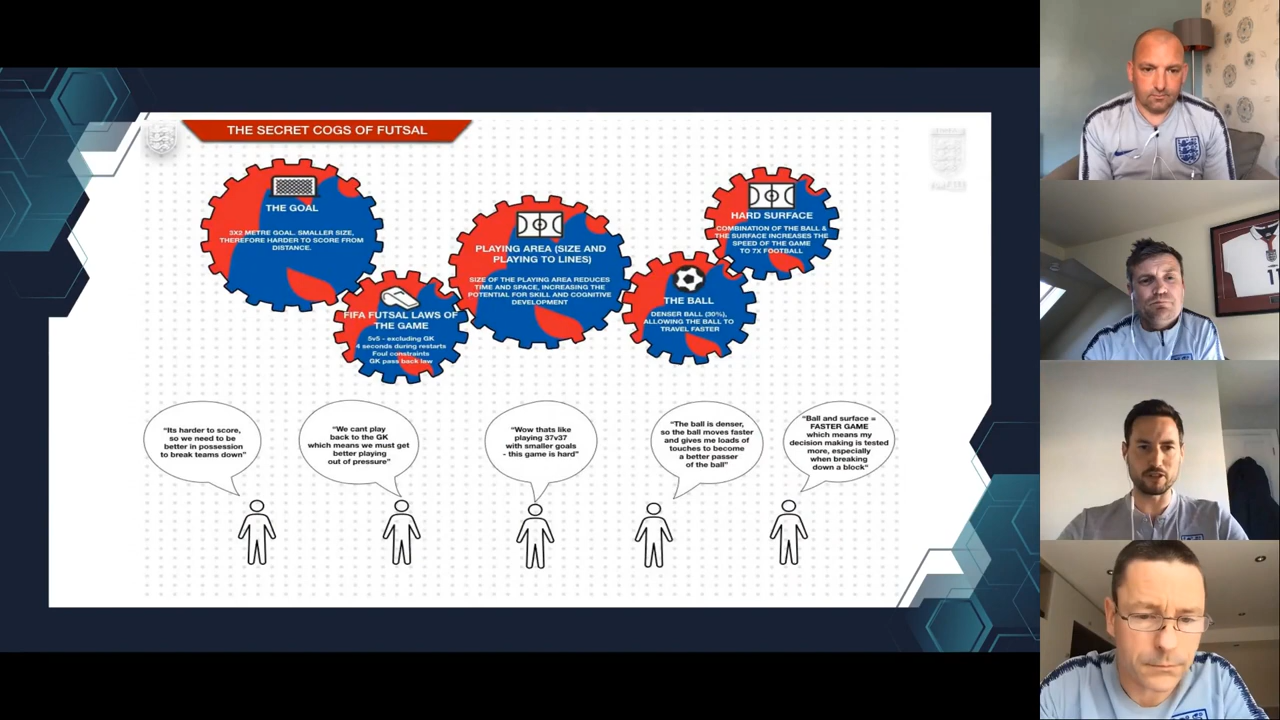 THE SECRET COGS OF FUTSAL
THE GOAL
3X2 METRE GOAL. SMALLER SIZE,
THEREFORE HARDER TO SCORE FROM
DISTANCE.
FIFA FUTSAL LAWS OF
THE GAME
5v5 - excluding GK
4 seconds during restarts
Foul constraints
GK pass back law
PLAYING AREA (SIZE AND
PLAYING TO LINES)
SIZE OF THE PLAYING AREA REDUCES
TIME AND SPACE, INCREASING THE
POTENTIAL FOR SKILL AND COGNITIVE
DEVELOPMENT
THE BALL
DENSER BALL (30%),
ALLOWING THE BALL TO
TRAVEL FASTER
HARD SURFACE
COMBINATION OF THE BALL &
THE SURFACE INCREASES THE
SPEED OF THE GAME
TO 7X FOOTBALL
"Its harder to score,
so we need to be
better in possession
to break teams down"
"We cant play
back to the GK
which means we must get
better playing
out of pressure"
"Wow thats like
playing 37v37
with smaller goals
- this game is hard"
"The ball is denser,
so the ball moves faster
and gives me loads of
touches to become
a better passer
of the ball"
"Ball and surface =
FASTER GAME
which means my
decision making is tested
more, especially
when breaking
down a block"